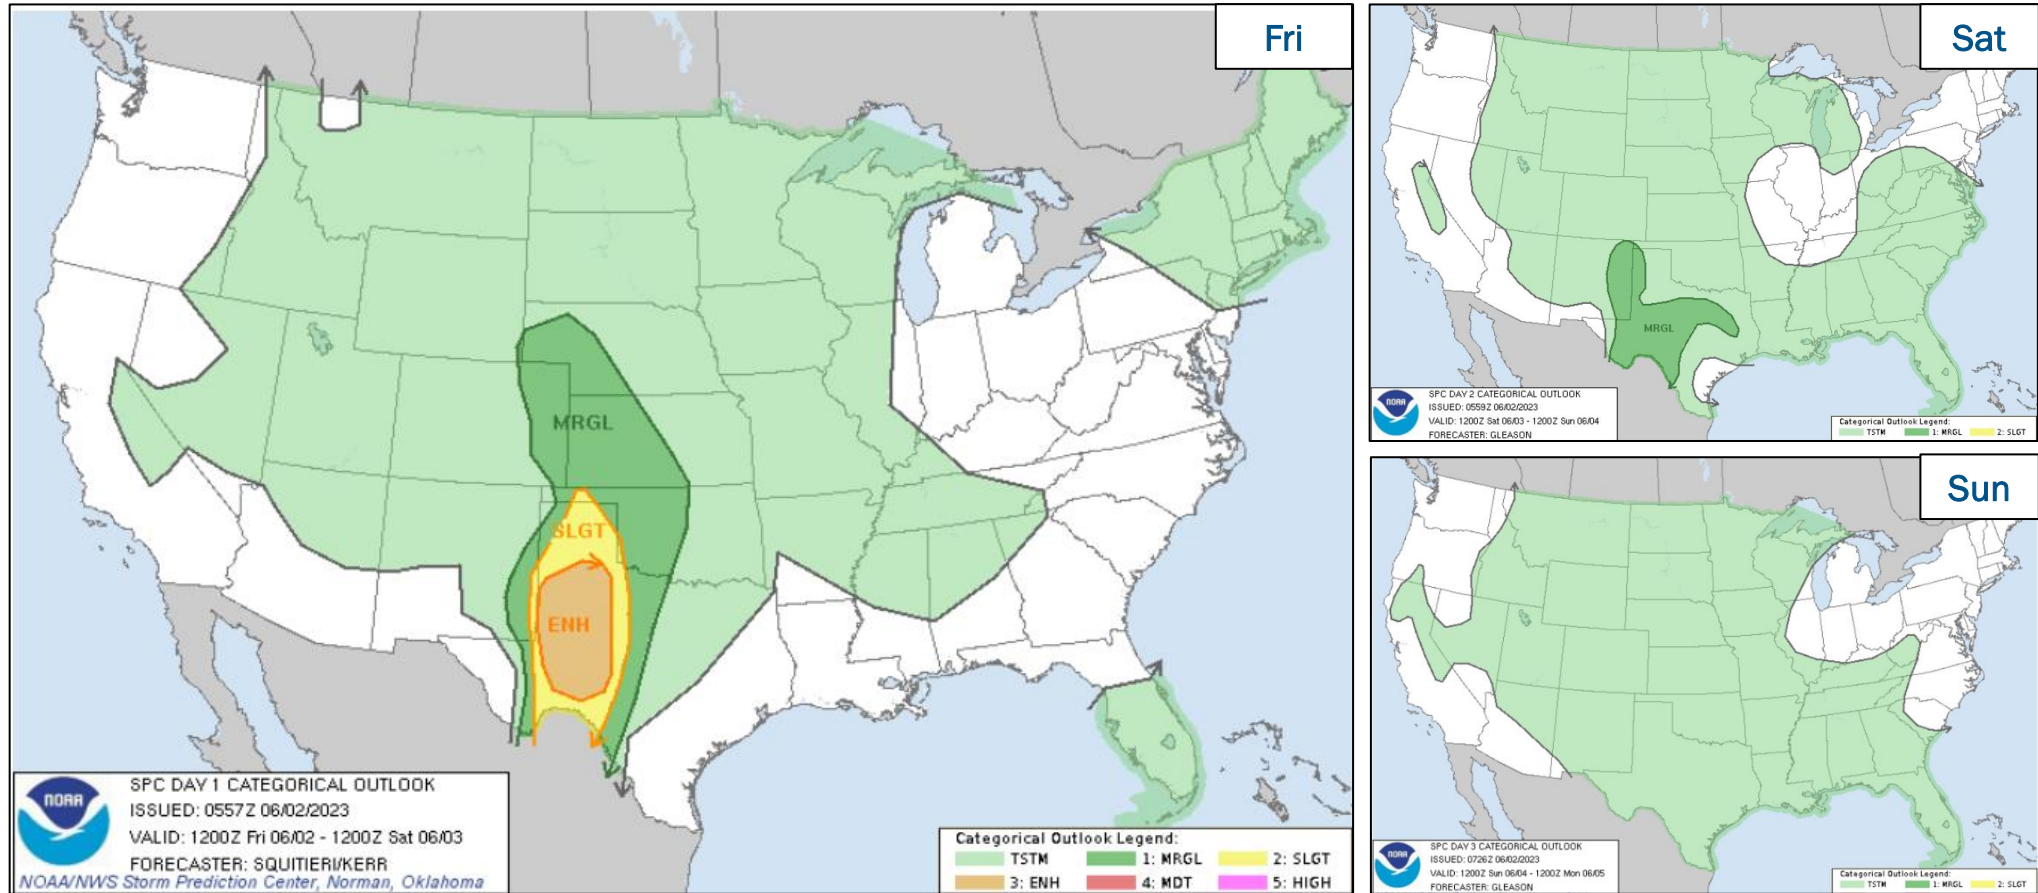 Fri
MRGL
SLGT
ENH
NOAA
SPC DAY 1 CATEGORICAL OUTLOOK
ISSUED: 0557Z 06/02/2023
VALID: 1200Z Fri 06/02 - 1200Z Sat 06/03
FORECASTER: SQUITIERI/KERR
NOAA/NWS Storm Prediction Center, Norman, Oklahoma
Categorical Outlook Legend:
TSTM 1: MRGL 2: SLGT
3: ENH 4: MDT 5: HIGH
Sat
MRGL
NOAA
SPC DAY 2 CATEGORICAL OUTLOOK
ISSUED: 0559Z 06/02/2023
VALID: 1200Z Sat 06/03 - 1200Z Sun 06/04
FORECASTER: GLEASON
Categorical Outlook Legend:
TSTM 1: MRGL 2: SLGT
Sun
NOAA
SPC DAY 3 CATEGORICAL OUTLOOK
ISSUED: 0726Z 06/02/2023
VALID: 1200Z Sun 06/04 - 1200Z Mon 06/05
FORECASTER: GLEASON
Categorical Outlook Legend:
TSTM 1: MRGL 2: SLGT